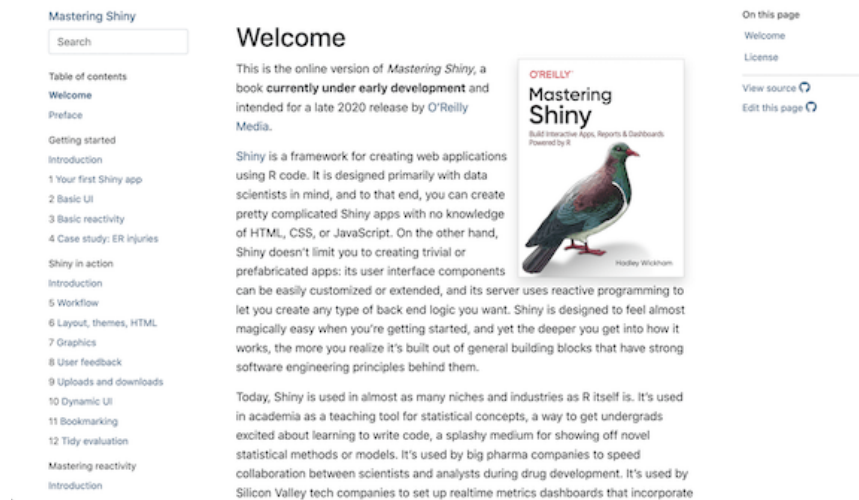 Mastering Shiny
Search
Table of contents
Welcome
Preface
Getting started
Introduction
1 Your first Shiny app
2 Basic UI
3 Basic reactivity
4 Case study: ER injuries
Shiny in action
Introduction
5 Workflow
6 Layout, themes, HTML
7 Graphics
8 User feedback
9 Uploads and downloads
10 Dynamic UI
11 Bookmarking
12 Tidy evaluation
Mastering reactivity
Introduction
Welcome
This is the online version of Mastering Shiny, a
book currently under early development and
intended for a late 2020 release by O'Reilly
Media.
Shiny is a framework for creating web applications
using R code. It is designed primarily with data
scientists in mind, and to that end, you can create
pretty complicated Shiny apps with no knowledge
of HTML, CSS, or JavaScript. On the other hand,
Shiny doesn't limit you to creating trivial or
prefabricated apps: its user interface components
can be easily customized or extended, and its server uses reactive programming to
let you create any type of back end logic you want. Shiny is designed to feel almost
magically easy when you're getting started, and yet the deeper you get into how it
works, the more you realize it's built out of general building blocks that have strong
software engineering principles behind them.
Today, Shiny is used in almost as many niches and industries as R itself is. It's used
in academia as a teaching tool for statistical concepts, a way to get undergrads
excited about learning to write code, a splashy medium for showing off novel
statistical methods or models. It's used by big pharma companies to speed
collaboration between scientists and analysts during drug development. It's used by
Silicon Valley tech companies to set up realtime metrics dashboards that incorporate
O'REILLY
Mastering
Shiny
Build Interactive Apps, Reports & Dashboards
Powered by R
Hadley Wickham
On this page
Welcome
License
View source
Edit this page